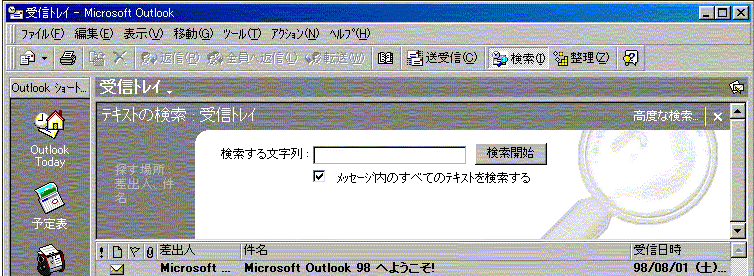 受信トレイ - Microsoft Outlook
ファイル(F) 編集(E) 表示(V) 移動(G) ツール(T) アクション(N) ヘルプ(H)
返信(R) 全員へ返信(L) 転送(W) 送受信(C) 検索(I) 整理(Z)
Outlook ショート... 受信トレイ
テキストの検索 : 受信トレイ 高度な検索...
検索する文字列 : 検索開始
探す場所
差出人, 件
名
メッセージ内のすべてのテキストを検索する
Outlook
Today
予定表
差出人 件名 受信日時
Microsoft ... Microsoft Outlook 98 へようこそ! 98/08/01 (土)...